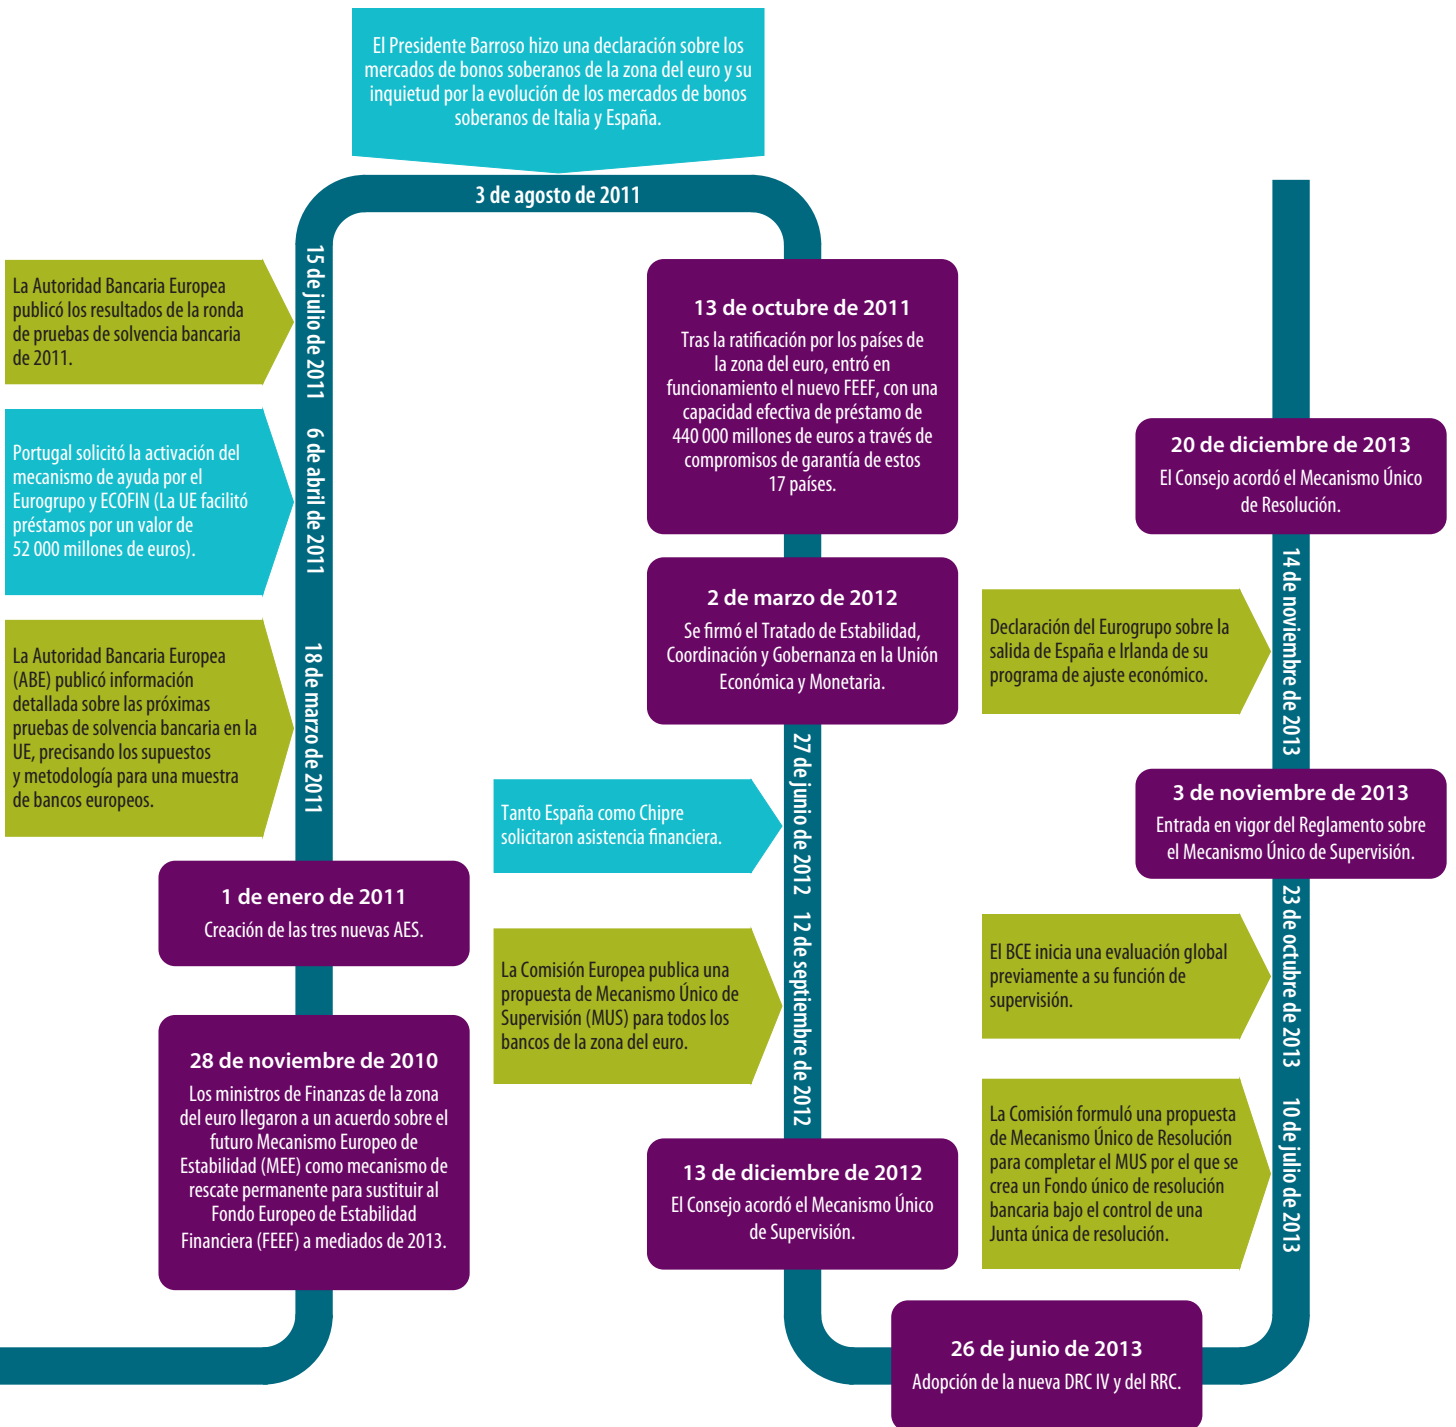 El Presidente Barroso hizo una declaración sobre los
mercados de bonos soberanos de la zona del euro y su
inquietud por la evolución de los mercados de bonos
soberanos de Italia y España.
3 de agosto de 2011
15 de julio de 2011
La Autoridad Bancaria Europea
publicó los resultados de la ronda
de pruebas de solvencia bancaria
de 2011.
6 de abril de 2011
Portugal solicitó la activación del
mecanismo de ayuda por el
Eurogrupo y ECOFIN (La UE facilitó
préstamos por un valor de
52 000 millones de euros).
18 de marzo de 2011
La Autoridad Bancaria Europea
(ABE) publicó información
detallada sobre las próximas
pruebas de solvencia bancaria en la
UE, precisando los supuestos
y metodología para una muestra
de bancos europeos.
1 de enero de 2011
Creación de las tres nuevas AES.
28 de noviembre de 2010
Los ministros de Finanzas de la zona
del euro llegaron a un acuerdo sobre el
futuro Mecanismo Europeo de
Estabilidad (MEE) como mecanismo de
rescate permanente para sustituir al
Fondo Europeo de Estabilidad
Financiera (FEEF) a mediados de 2013.
13 de octubre de 2011
Tras la ratificación por los países de
la zona del euro, entró en
funcionamiento el nuevo FEEF, con una
capacidad efectiva de préstamo de
440 000 millones de euros a través de
compromisos de garantía de estos
17 países.
2 de marzo de 2012
Se firmó el Tratado de Estabilidad,
Coordinación y Gobernanza en la Unión
Económica y Monetaria.
27 de junio de 2012
Tanto España como Chipre
solicitaron asistencia financiera.
12 de septiembre de 2012
La Comisión Europea publica una
propuesta de Mecanismo Único de
Supervisión (MUS) para todos los
bancos de la zona del euro.
13 de diciembre de 2012
El Consejo acordó el Mecanismo Único
de Supervisión.
26 de junio de 2013
Adopción de la nueva DRC IV y del RRC.
20 de diciembre de 2013
El Consejo acordó el Mecanismo Único
de Resolución.
14 de noviembre de 2013
Declaración del Eurogrupo sobre la
salida de España e Irlanda de su
programa de ajuste económico.
3 de noviembre de 2013
Entrada en vigor del Reglamento sobre
el Mecanismo Único de Supervisión.
23 de octubre de 2013
El BCE inicia una evaluación global
previamente a su función de
supervisión.
10 de julio de 2013
La Comisión formuló una propuesta
de Mecanismo Único de Resolución
para completar el MUS por el que se
crea un Fondo único de resolución
bancaria bajo el control de una
Junta única de resolución.